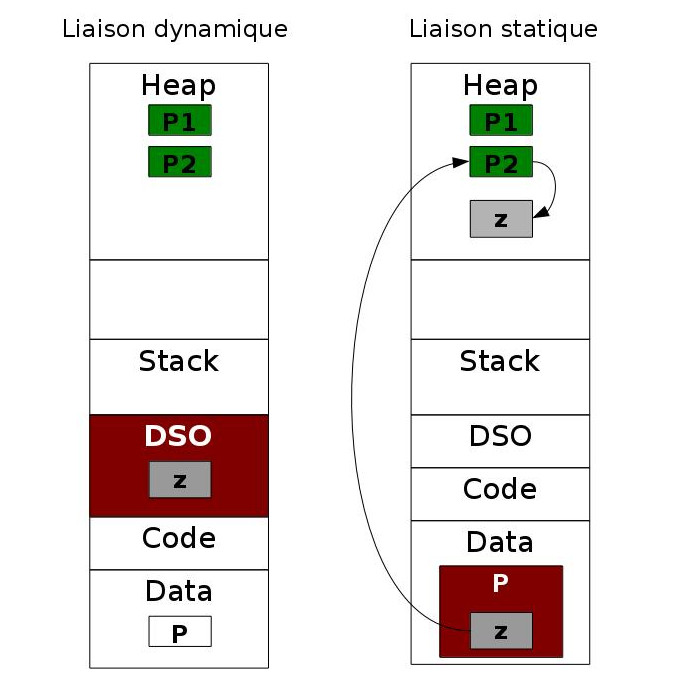 Liaison dynamique
Heap
P1
P2
Stack
DSO
z
Code
Data
P
Liaison statique
Heap
P1
P2
z
Stack
DSO
Code
Data
P
z